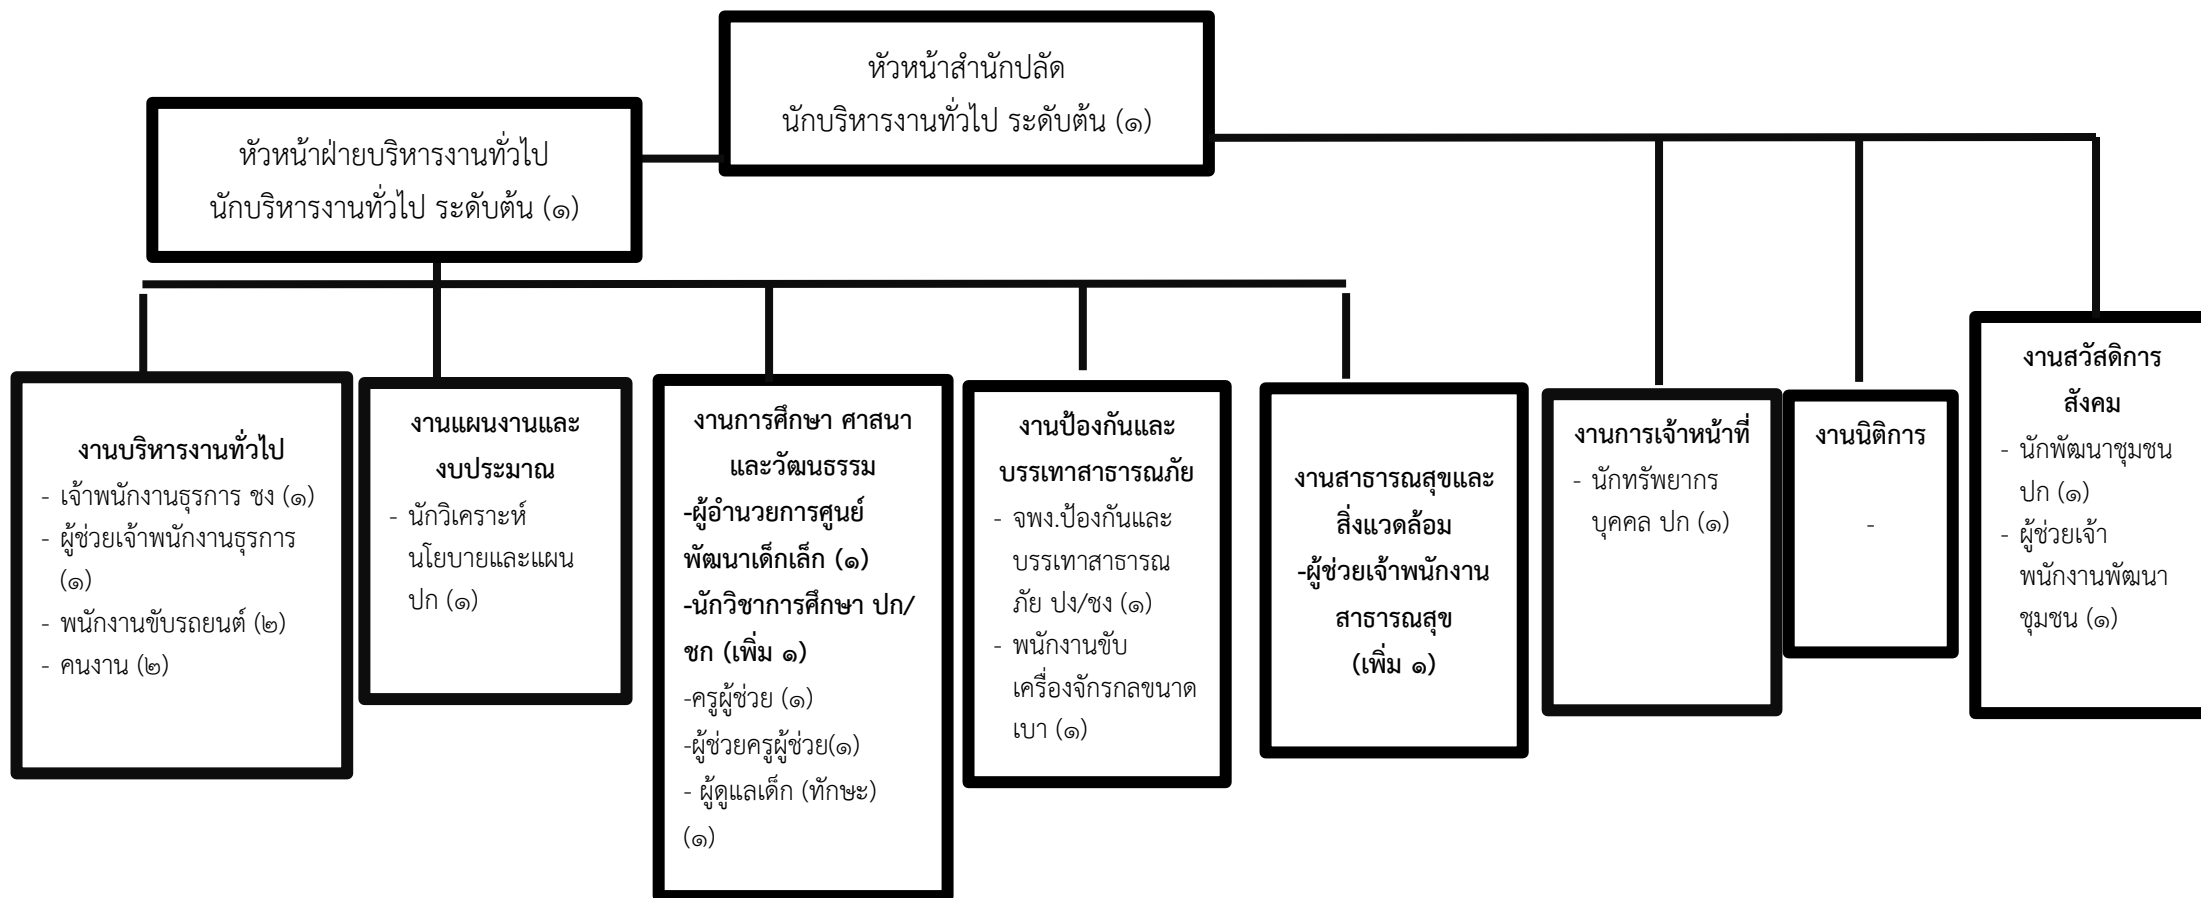 หัวหน้าสำนักปลัด
นักบริหารงานทั่วไป ระดับต้น (๑)
หัวหน้าฝ่ายบริหารงานทั่วไป
นักบริหารงานทั่วไป ระดับต้น (๑)
งานบริหารงานทั่วไป
- เจ้าพนักงานธุรการ ชง (๑)
- ผู้ช่วยเจ้าพนักงานธุรการ
(๑)
- พนักงานขับรถยนต์ (๒)
- คนงาน (๒)
งานแผนงานและ
งบประมาณ
- นักวิเคราะห์
นโยบายและแผน
ปก (๑)
งานการศึกษา ศาสนา
และวัฒนธรรม
-ผู้อำนวยการศูนย์
พัฒนาเด็กเล็ก (๑)
-นักวิชาการศึกษา ปก/
ชก (เพิ่ม ๑)
-ครูผู้ช่วย (๑)
-ผู้ช่วยครูผู้ช่วย(๑)
- ผู้ดูแลเด็ก (ทักษะ)
(๑)
งานป้องกันและ
บรรเทาสาธารณภัย
- จพง.ป้องกันและ
บรรเทาสาธารณ
ภัย ปง/ชง (๑)
- พนักงานขับ
เครื่องจักรกลขนาด
เบา (๑)
งานสาธารณสุขและ
สิ่งแวดล้อม
-ผู้ช่วยเจ้าพนักงาน
สาธารณสุข
(เพิ่ม ๑)
งานการเจ้าหน้าที่
- นักทรัพยากร
บุคคล ปก (๑)
งานนิติการ
-
งานสวัสดิการ
สังคม
- นักพัฒนาชุมชน
ปก (๑)
- ผู้ช่วยเจ้า
พนักงานพัฒนา
ชุมชน (๑)